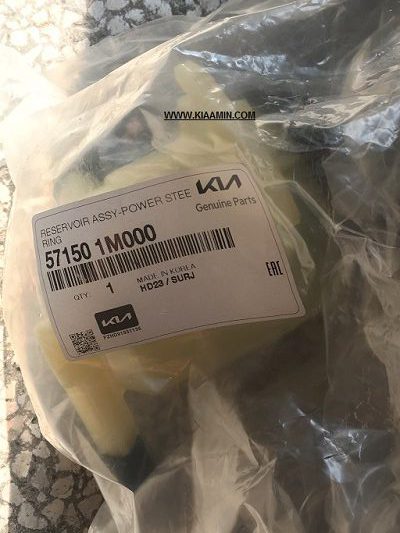 WWW.KIAAMIN.COM
RESERVOIR ASSY-POWER STEE
RING
KIA
Genuine Parts
57150 1M000
QTY: 1
MADE IN KOREA
HD23 / SURJ
EAC
KIA